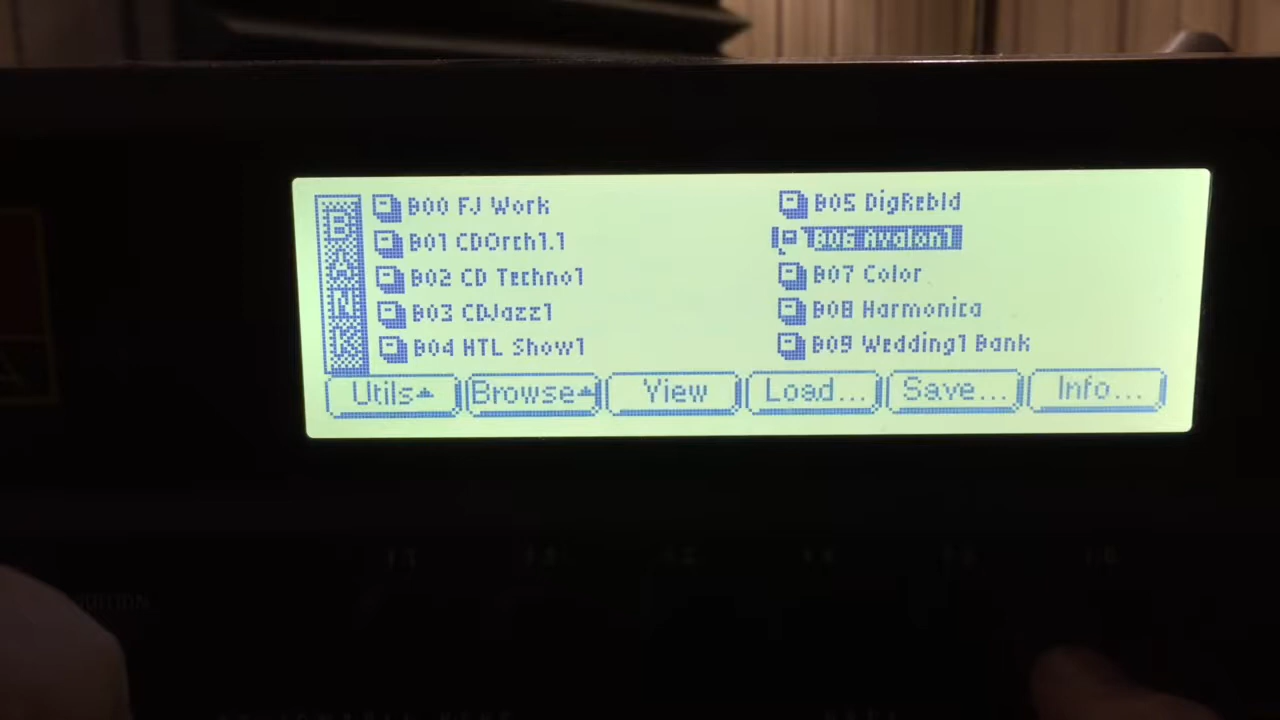 BANK
B00 FJ Work
B01 CDOrch1.1
B02 CD Techno1
B03 CDJazz1
B04 HTL Show1
B05 DigRebld
B06 Avalon1
B07 Color
B08 Harmonica
B09 Wedding1 Bank
Utils Browse View Load... Save... Info...